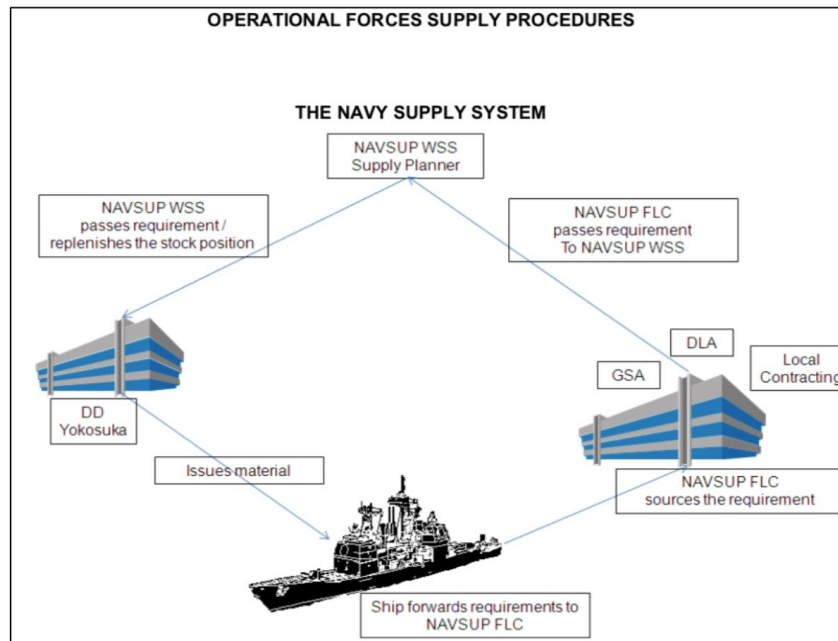 OPERATIONAL FORCES SUPPLY PROCEDURES
THE NAVY SUPPLY SYSTEM
NAVSUP WSS
Supply Planner
NAVSUP WSS
passes requirement /
replenishes the stock position
NAVSUP FLC
passes requirement
To NAVSUP WSS
DLA
GSA
Local
Contracting
DD
Yokosuka
Issues material
NAVSUP FLC
sources the requirement
Ship forwards requirements to
NAVSUP FLC